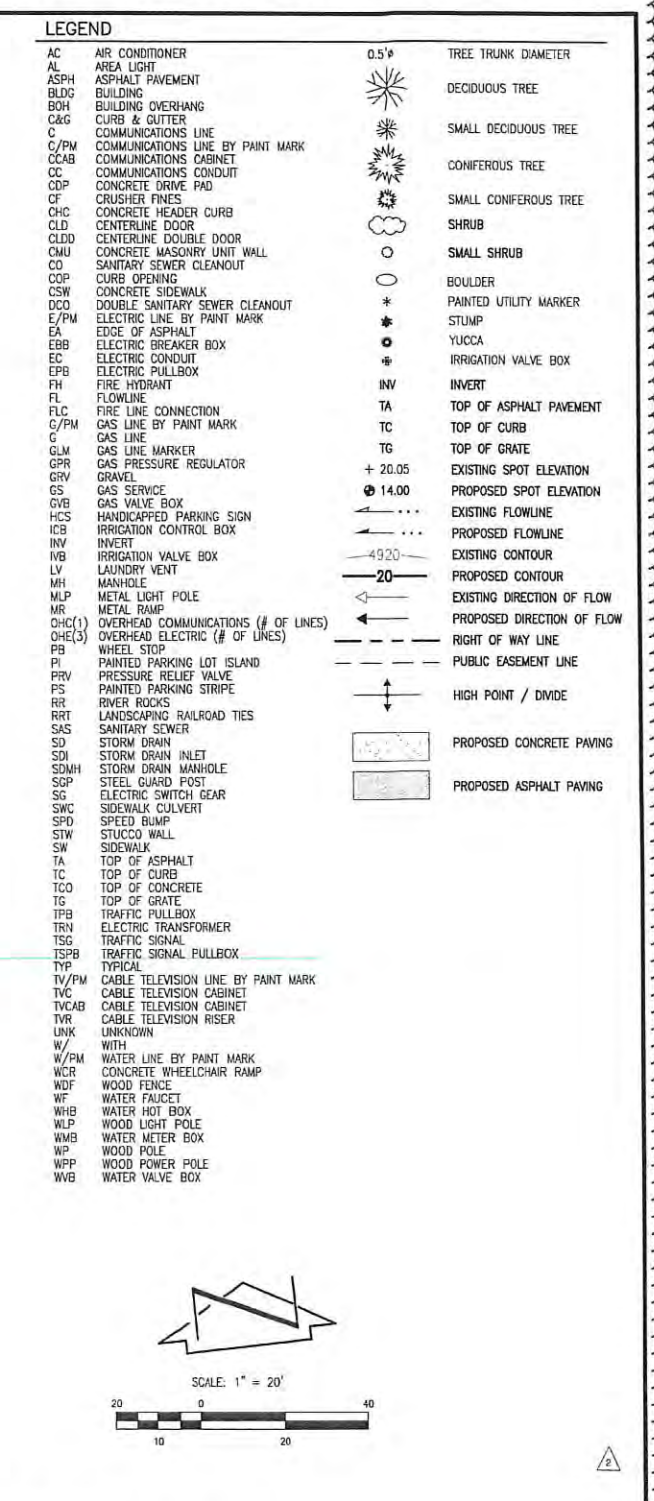 LEGEND
AC AIR CONDITIONER
AL AREA LIGHT
ASPH ASPHALT PAVEMENT
BLDG BUILDING
BOH BUILDING OVERHANG
C&G CURB & GUTTER
C COMMUNICATIONS LINE
C/PM COMMUNICATIONS LINE BY PAINT MARK
CCAB COMMUNICATIONS CABINET
CC COMMUNICATIONS CONDUIT
CDP CONCRETE DRIVE PAD
CF CRUSHER FINES
CHC CONCRETE HEADER CURB
CLD CENTERLINE DOOR
CLDD CENTERLINE DOUBLE DOOR
CMU CONCRETE MASONRY UNIT WALL
CO SANITARY SEWER CLEANOUT
COP CURB OPENING
CSW CONCRETE SIDEWALK
DCO DOUBLE SANITARY SEWER CLEANOUT
E/PM ELECTRIC LINE BY PAINT MARK
EA EDGE OF ASPHALT
EBB ELECTRIC BREAKER BOX
EC ELECTRIC CONDUIT
EPB ELECTRIC PULLBOX
FH FIRE HYDRANT
FL FLOWLINE
FLC FIRE LINE CONNECTION
G/PM GAS LINE BY PAINT MARK
G GAS LINE
GLM GAS LINE MARKER
GPR GAS PRESSURE REGULATOR
GRV GRAVEL
GS GAS SERVICE
GVB GAS VALVE BOX
HCS HANDICAPPED PARKING SIGN
ICB IRRIGATION CONTROL BOX
INV INVERT
IVB IRRIGATION VALVE BOX
LV LAUNDRY VENT
MH MANHOLE
MLP METAL LIGHT POLE
MR METAL RAMP
OHC(1) OVERHEAD COMMUNICATIONS (# OF LINES)
OHE(3) OVERHEAD ELECTRIC (# OF LINES)
PB WHEEL STOP
PI PAINTED PARKING LOT ISLAND
PRV PRESSURE RELIEF VALVE
PS PAINTED PARKING STRIPE
RR RIVER ROCKS
RRT LANDSCAPING RAILROAD TIES
SAS SANITARY SEWER
SD STORM DRAIN
SDI STORM DRAIN INLET
SDMH STORM DRAIN MANHOLE
SGP STEEL GUARD POST
SG ELECTRIC SWITCH GEAR
SWC SIDEWALK CULVERT
SPD SPEED BUMP
STW STUCCO WALL
SW SIDEWALK
TA TOP OF ASPHALT
TC TOP OF CURB
TCO TOP OF CONCRETE
TG TOP OF GRATE
TPB TRAFFIC PULLBOX
TRN ELECTRIC TRANSFORMER
TSG TRAFFIC SIGNAL
TSPB TRAFFIC SIGNAL PULLBOX
TYP TYPICAL
TV/PM CABLE TELEVISION LINE BY PAINT MARK
TVC CABLE TELEVISION CABINET
TVCAB CABLE TELEVISION CABINET
TVR CABLE TELEVISION RISER
UNK UNKNOWN
W/ WITH
W/PM WATER LINE BY PAINT MARK
WCR CONCRETE WHEELCHAIR RAMP
WDF WOOD FENCE
WF WATER FAUCET
WHB WATER HOT BOX
WLP WOOD LIGHT POLE
WMB WATER METER BOX
WP WOOD POLE
WPP WOOD POWER POLE
WVB WATER VALVE BOX
0.5'ø TREE TRUNK DIAMETER
DECIDUOUS TREE
SMALL DECIDUOUS TREE
CONIFEROUS TREE
SMALL CONIFEROUS TREE
SHRUB
SMALL SHRUB
BOULDER
PAINTED UTILITY MARKER
STUMP
YUCCA
IRRIGATION VALVE BOX
INV INVERT
TA TOP OF ASPHALT PAVEMENT
TC TOP OF CURB
TG TOP OF GRATE
+ 20.05 EXISTING SPOT ELEVATION
14.00 PROPOSED SPOT ELEVATION
EXISTING FLOWLINE
PROPOSED FLOWLINE
4920 EXISTING CONTOUR
20 PROPOSED CONTOUR
EXISTING DIRECTION OF FLOW
PROPOSED DIRECTION OF FLOW
RIGHT OF WAY LINE
PUBLIC EASEMENT LINE
HIGH POINT / DIVIDE
PROPOSED CONCRETE PAVING
PROPOSED ASPHALT PAVING
N
SCALE: 1" = 20'
20 0 40
10 20
2